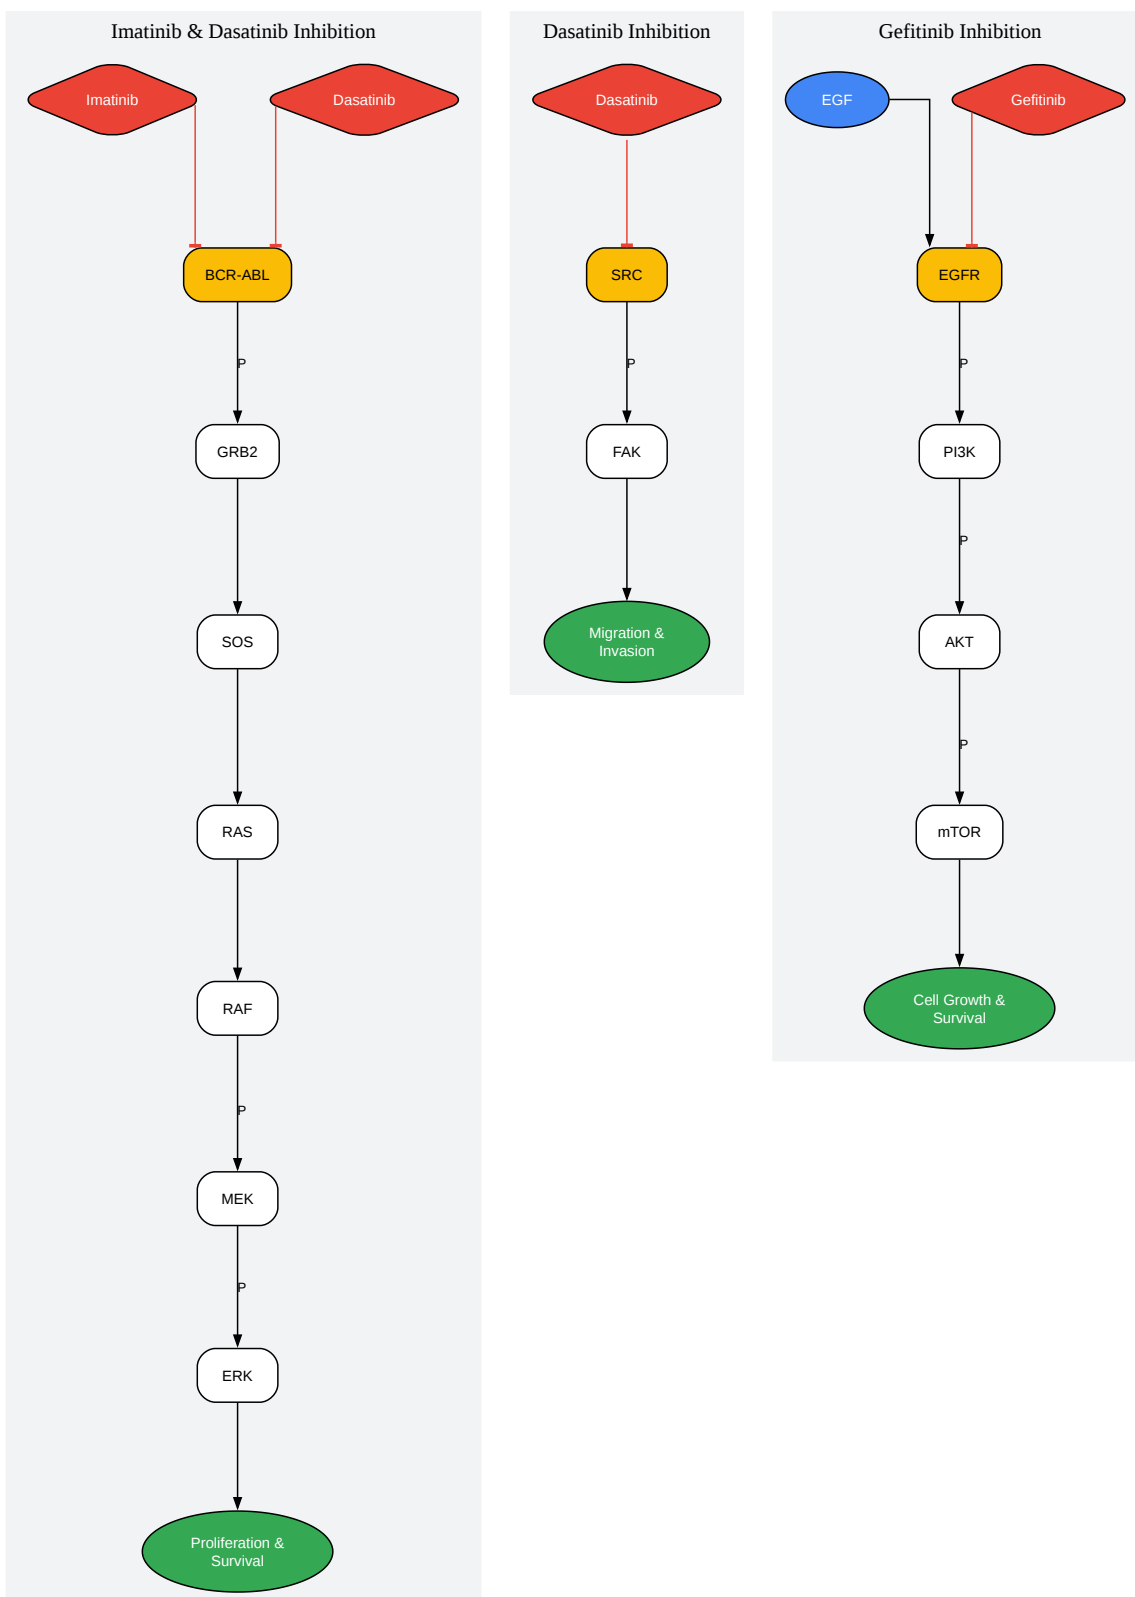 Imatinib & Dasatinib Inhibition
Imatinib
Dasatinib
BCR-ABL
P
GRB2
SOS
RAS
RAF
P
MEK
P
ERK
Proliferation &
Survival
Dasatinib Inhibition
Dasatinib
SRC
P
FAK
Migration &
Invasion
Gefitinib Inhibition
EGF
Gefitinib
EGFR
P
PI3K
P
AKT
P
mTOR
Cell Growth &
Survival